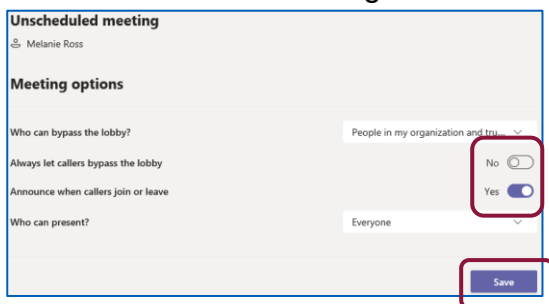 Unscheduled meeting
Melanie Ross
Meeting options
Who can bypass the lobby? People in my organization and tru...
Always let callers bypass the lobby No
Announce when callers join or leave Yes
Who can present? Everyone
Save